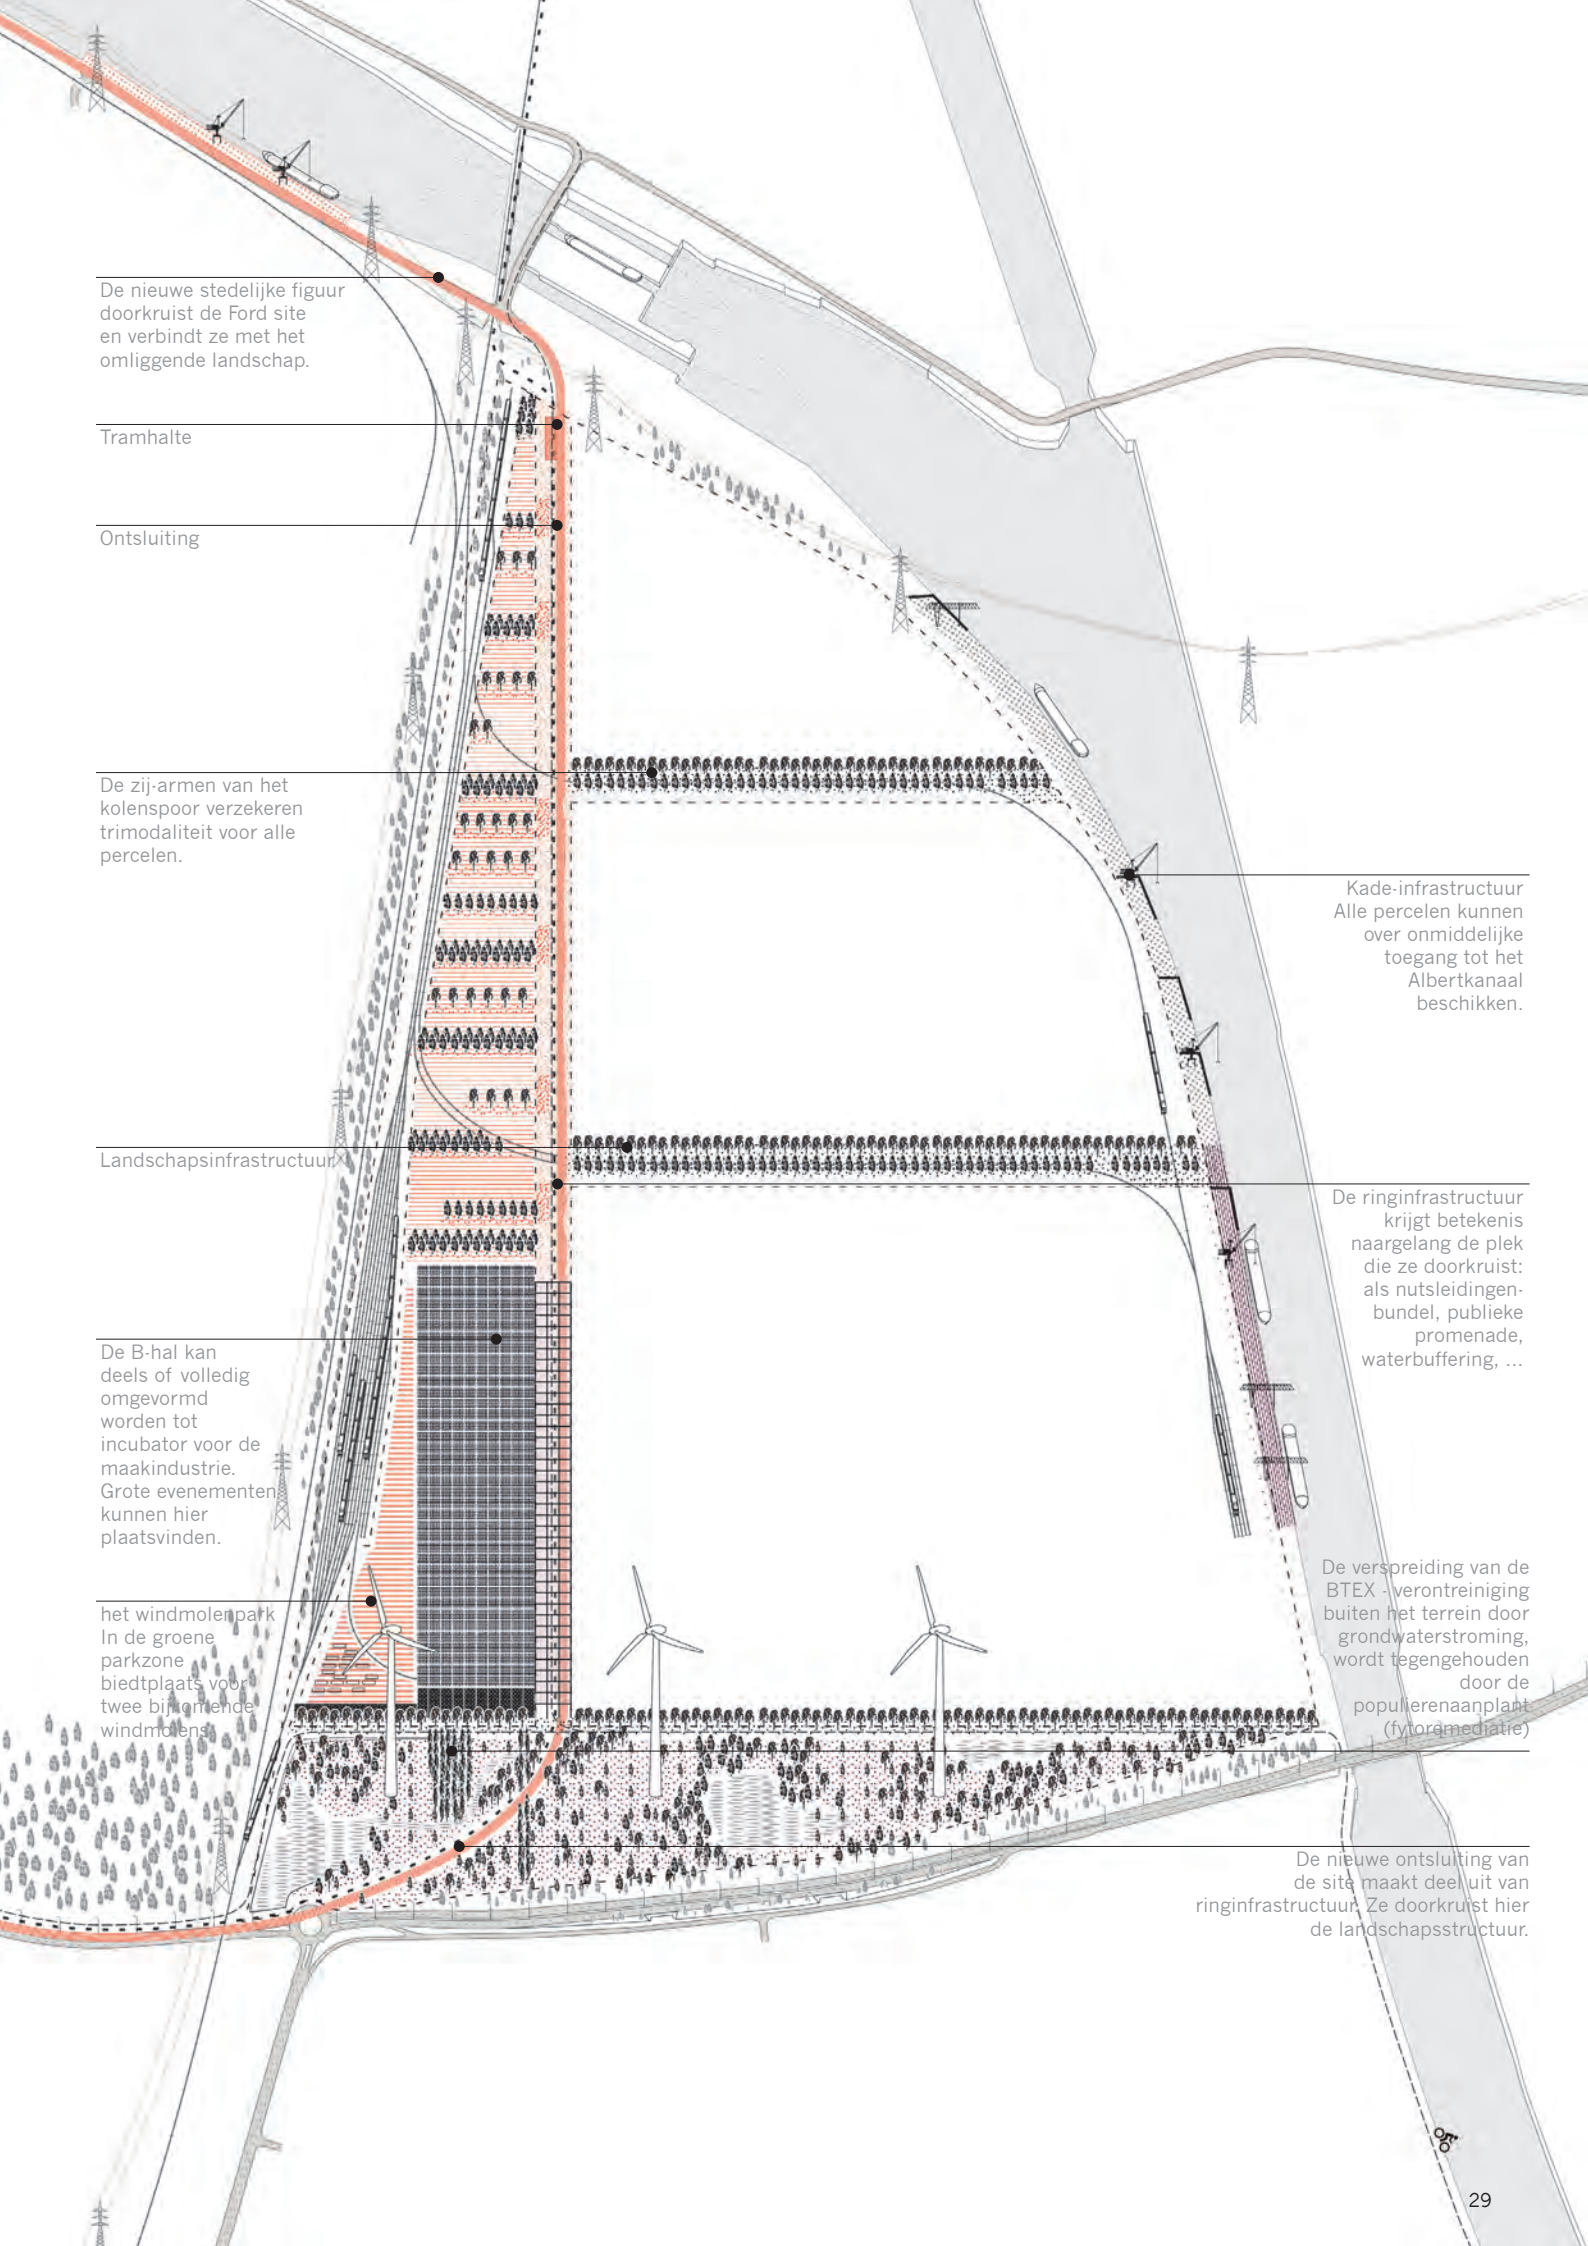 De nieuwe stedelijke figuur
doorkruist de Ford site
en verbindt ze met het
omliggende landschap.
Tramhalte
Ontsluiting
De zij-armen van het
kolenspoor verzekeren
trimodaliteit voor alle
percelen.
Landschapsinfrastructuur
De B-hal kan
deels of volledig
omgevormd
worden tot
incubator voor de
maakindustrie.
Grote evenementen
kunnen hier
plaatsvinden.
het windmolenpark
In de groene
parkzone
biedtplaats voor
twee bijkomende
windmolens.
Kade-infrastructuur
Alle percelen kunnen
over onmiddelijke
toegang tot het
Albertkanaal
beschikken.
De ringinfrastructuur
krijgt betekenis
naargelang de plek
die ze doorkruist:
als nutsleidingen-
bundel, publieke
promenade,
waterbuffering, ...
De verspreiding van de
BTEX - verontreiniging
buiten het terrein door
grondwaterstroming,
wordt tegengehouden
door de
populierenaanplant
(fytoremediatie)
De nieuwe ontsluiting van
de site maakt deel uit van
ringinfrastructuur. Ze doorkruist hier
de landschapsstructuur.
29